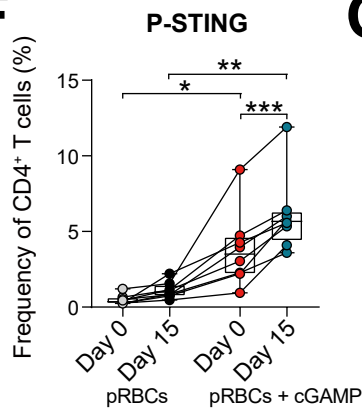 P-STING
Frequency of CD4⁺ T cells (%)
**
*
***
15
10
5
0
Day 0
Day 15
Day 0
Day 15
pRBCs
pRBCs + cGAMP